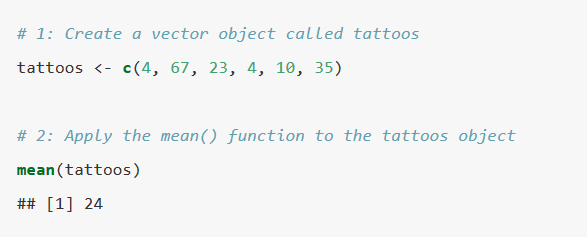 # 1: Create a vector object called tattoos
tattoos <- c(4, 67, 23, 4, 10, 35)
# 2: Apply the mean() function to the tattoos object
mean(tattoos)
## [1] 24